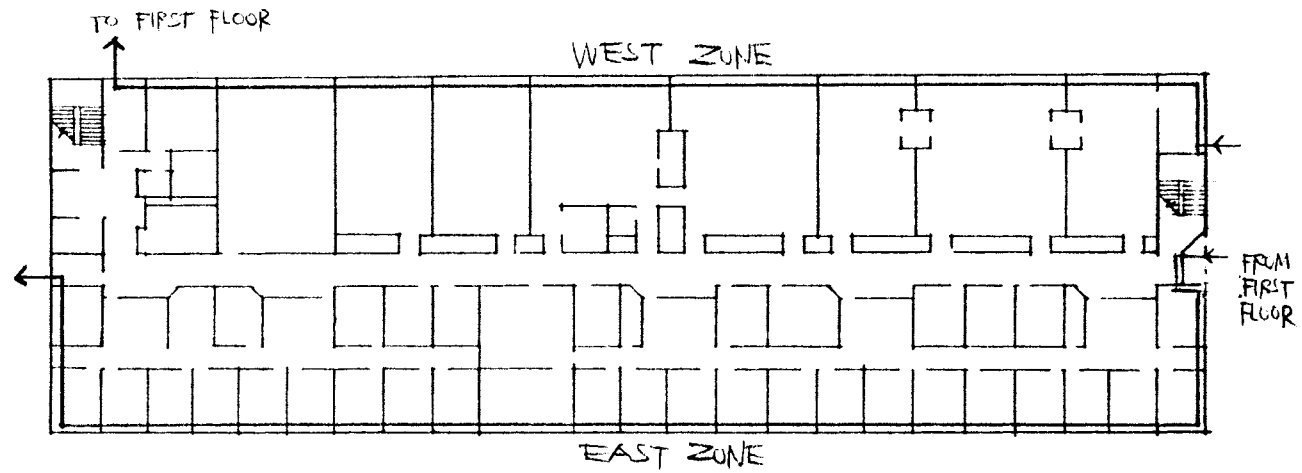 TO FIRST FLOOR
WEST ZONE
FROM
FIRST
FLOOR
EAST ZONE